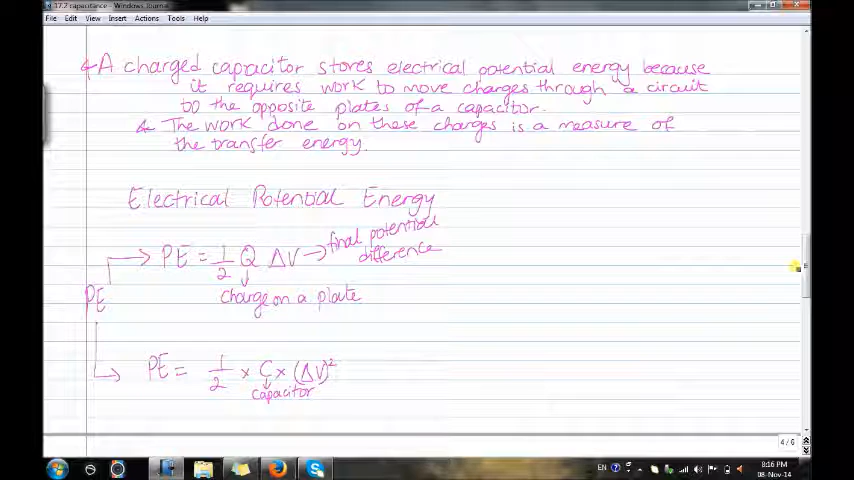 17.2 capacitance - Windows Journal
File Edit View Insert Actions Tools Help
A charged capacitor stores electrical potential energy because
it requires work to move charges through a circuit
to the opposite plates of a capacitor.
The work done on these charges is a measure of
the transfer energy.
Electrical Potential Energy
PE = 1/2 Q ΔV → final potential
difference
charge on a plate
PE
PE = 1/2 × C × (ΔV)²
capacitor
4 / 6
EN
8:16 PM
08-Nov-14